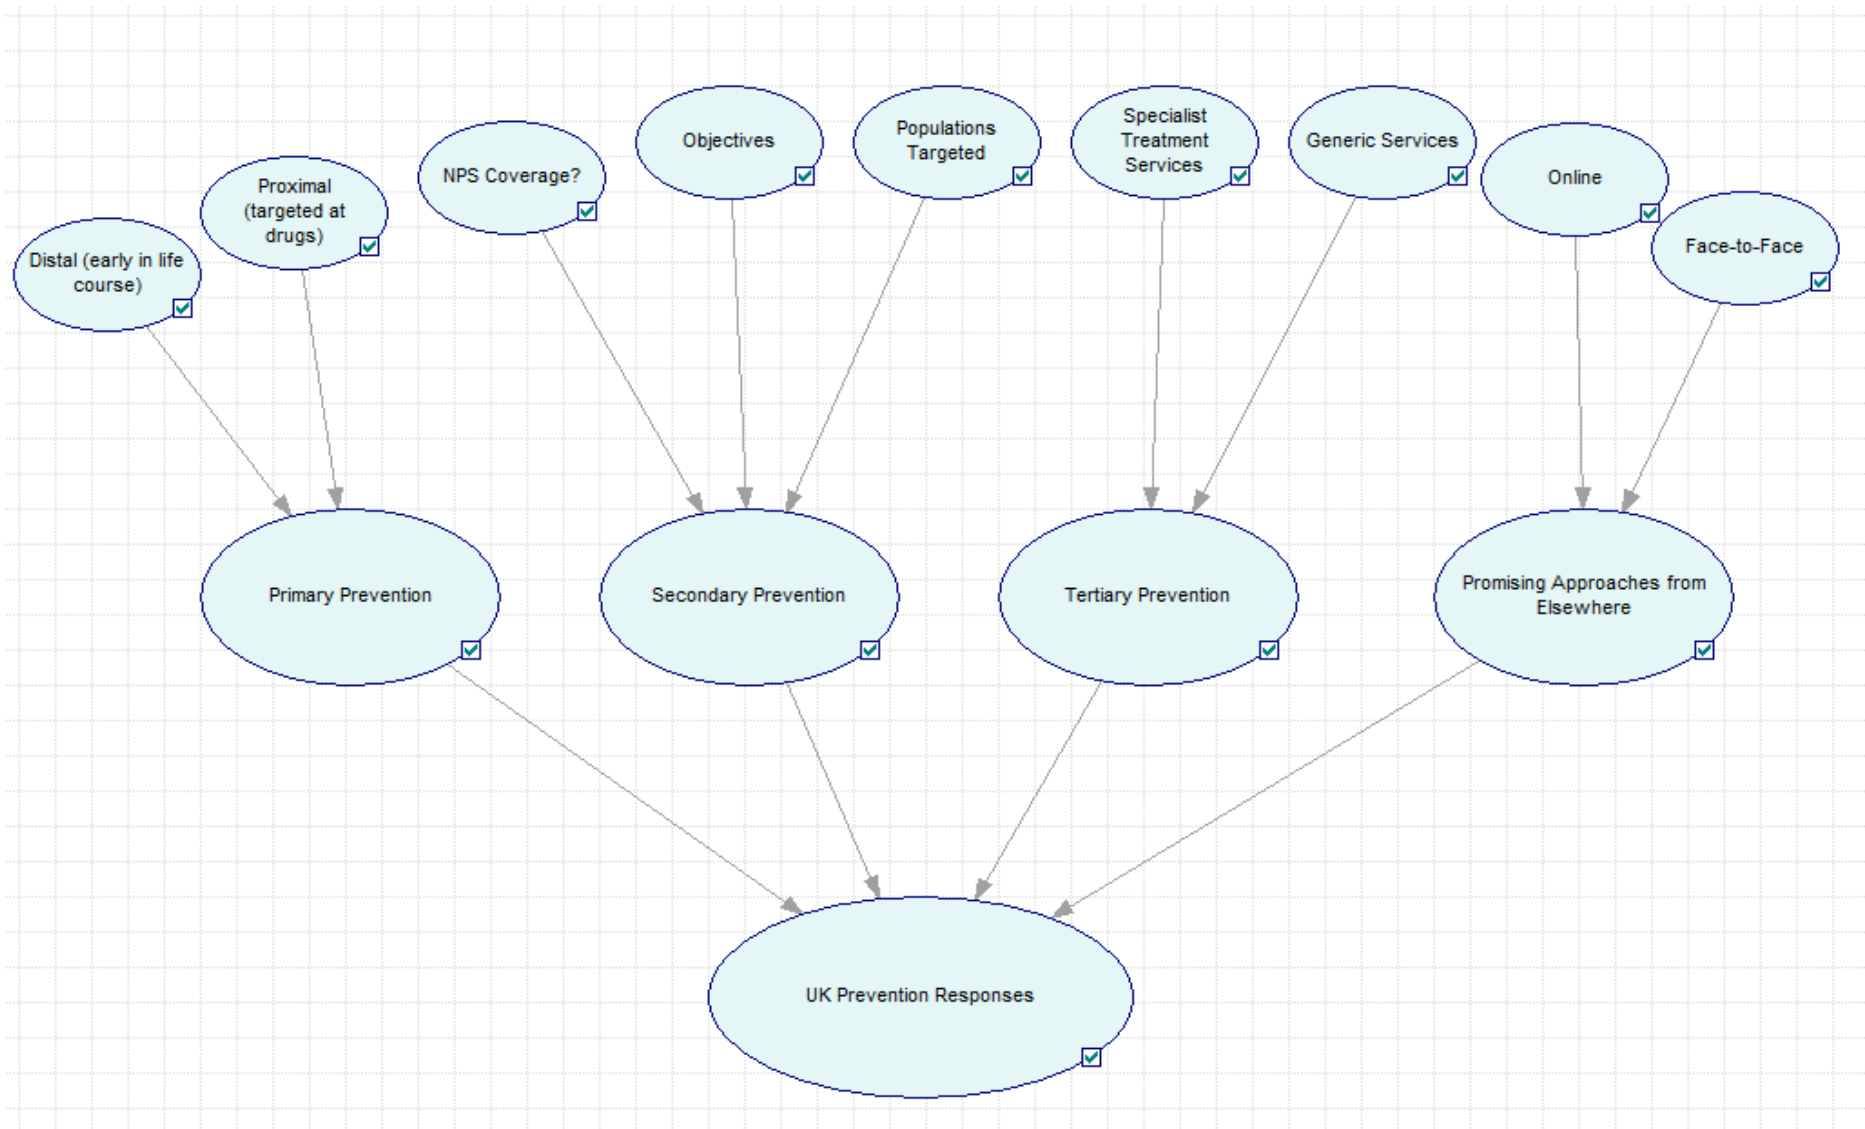 Distal (early in life
course)
Proximal
(targeted at
drugs)
NPS Coverage?
Objectives
Populations
Targeted
Specialist
Treatment
Services
Generic Services
Online
Face-to-Face
Primary Prevention
Secondary Prevention
Tertiary Prevention
Promising Approaches from
Elsewhere
UK Prevention Responses